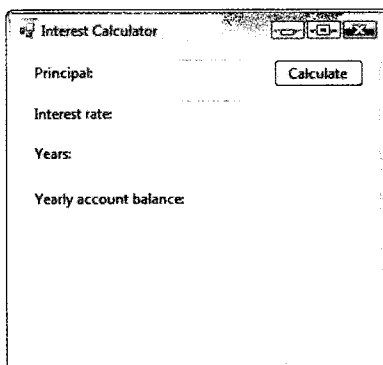 Interest Calculator
Principal: Calculate
Interest rate:
Years:
Yearly account balance: